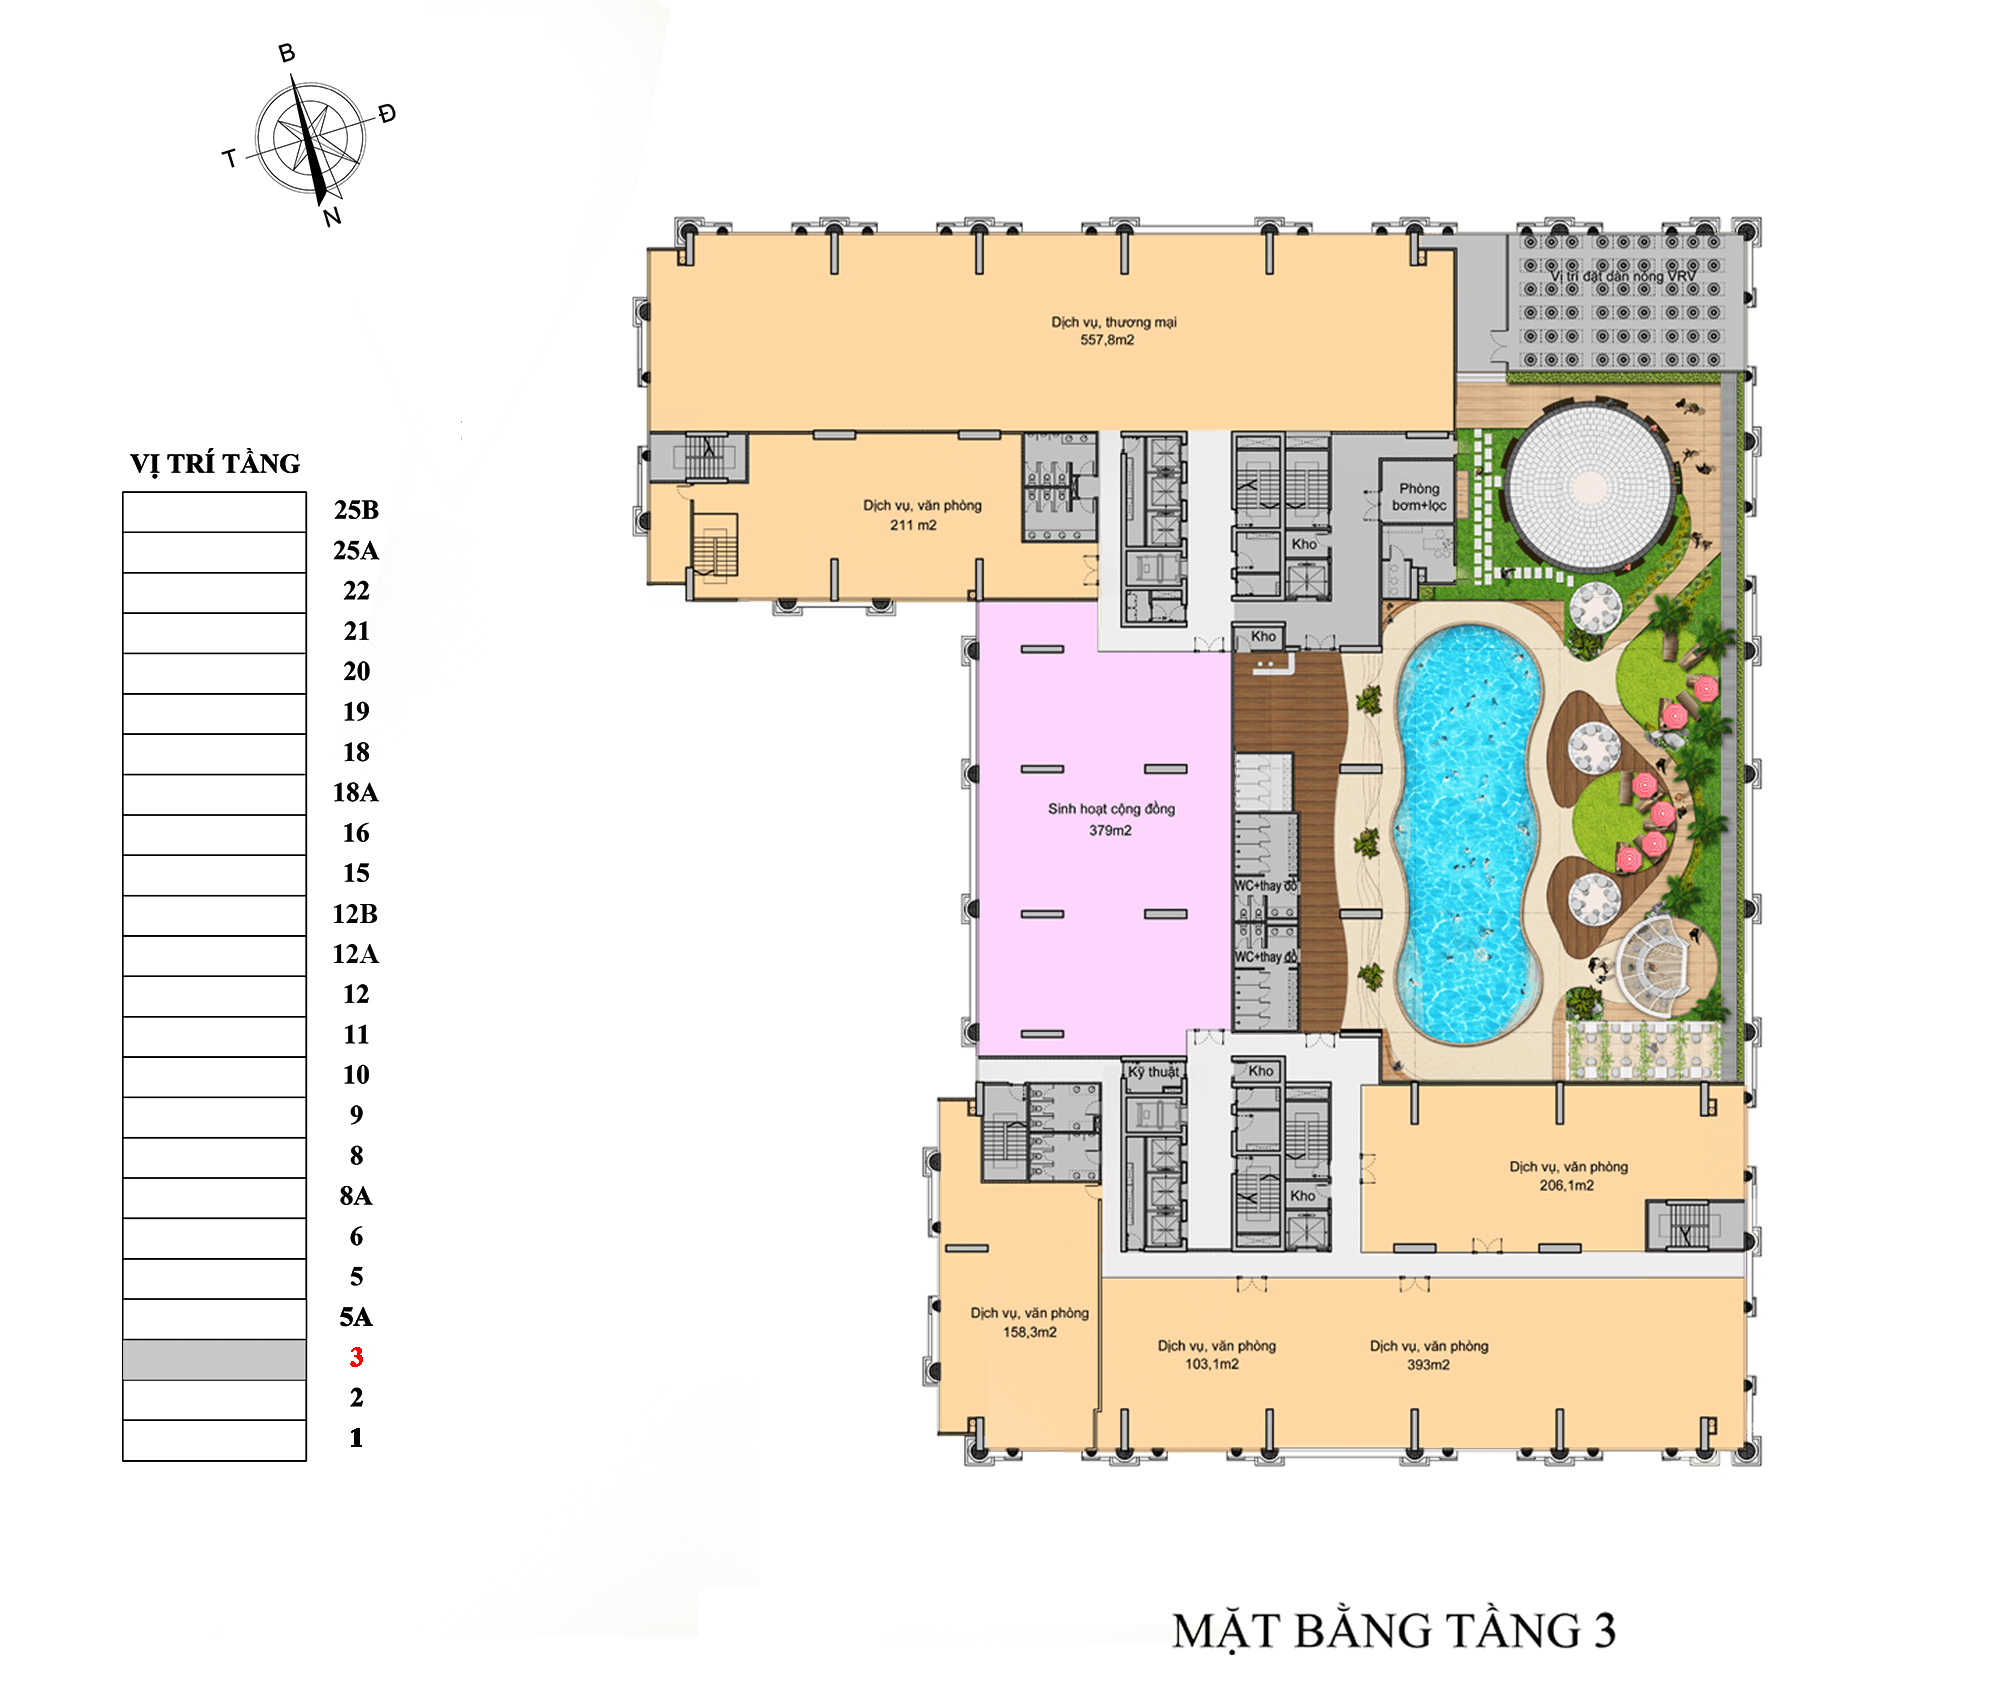 B
Đ
T
N
Vị trí đặt dàn nóng VRV
Dịch vụ, thương mại
557,8m2
VỊ TRÍ TẦNG
25B
25A
22
21
20
19
18
18A
16
15
12B
12A
12
11
10
9
8
8A
6
5
5A
3
2
1
Dịch vụ, văn phòng
211 m2
Phòng
bơm+lọc
Kho
Kho
Sinh hoạt cộng đồng
379m2
WC+thay đồ
WC+thay đồ
Kỹ thuật
Kho
Kho
Dịch vụ, văn phòng
206,1m2
Dịch vụ, văn phòng
158,3m2
Dịch vụ, văn phòng
103,1m2
Dịch vụ, văn phòng
393m2
MẶT BẰNG TẦNG 3